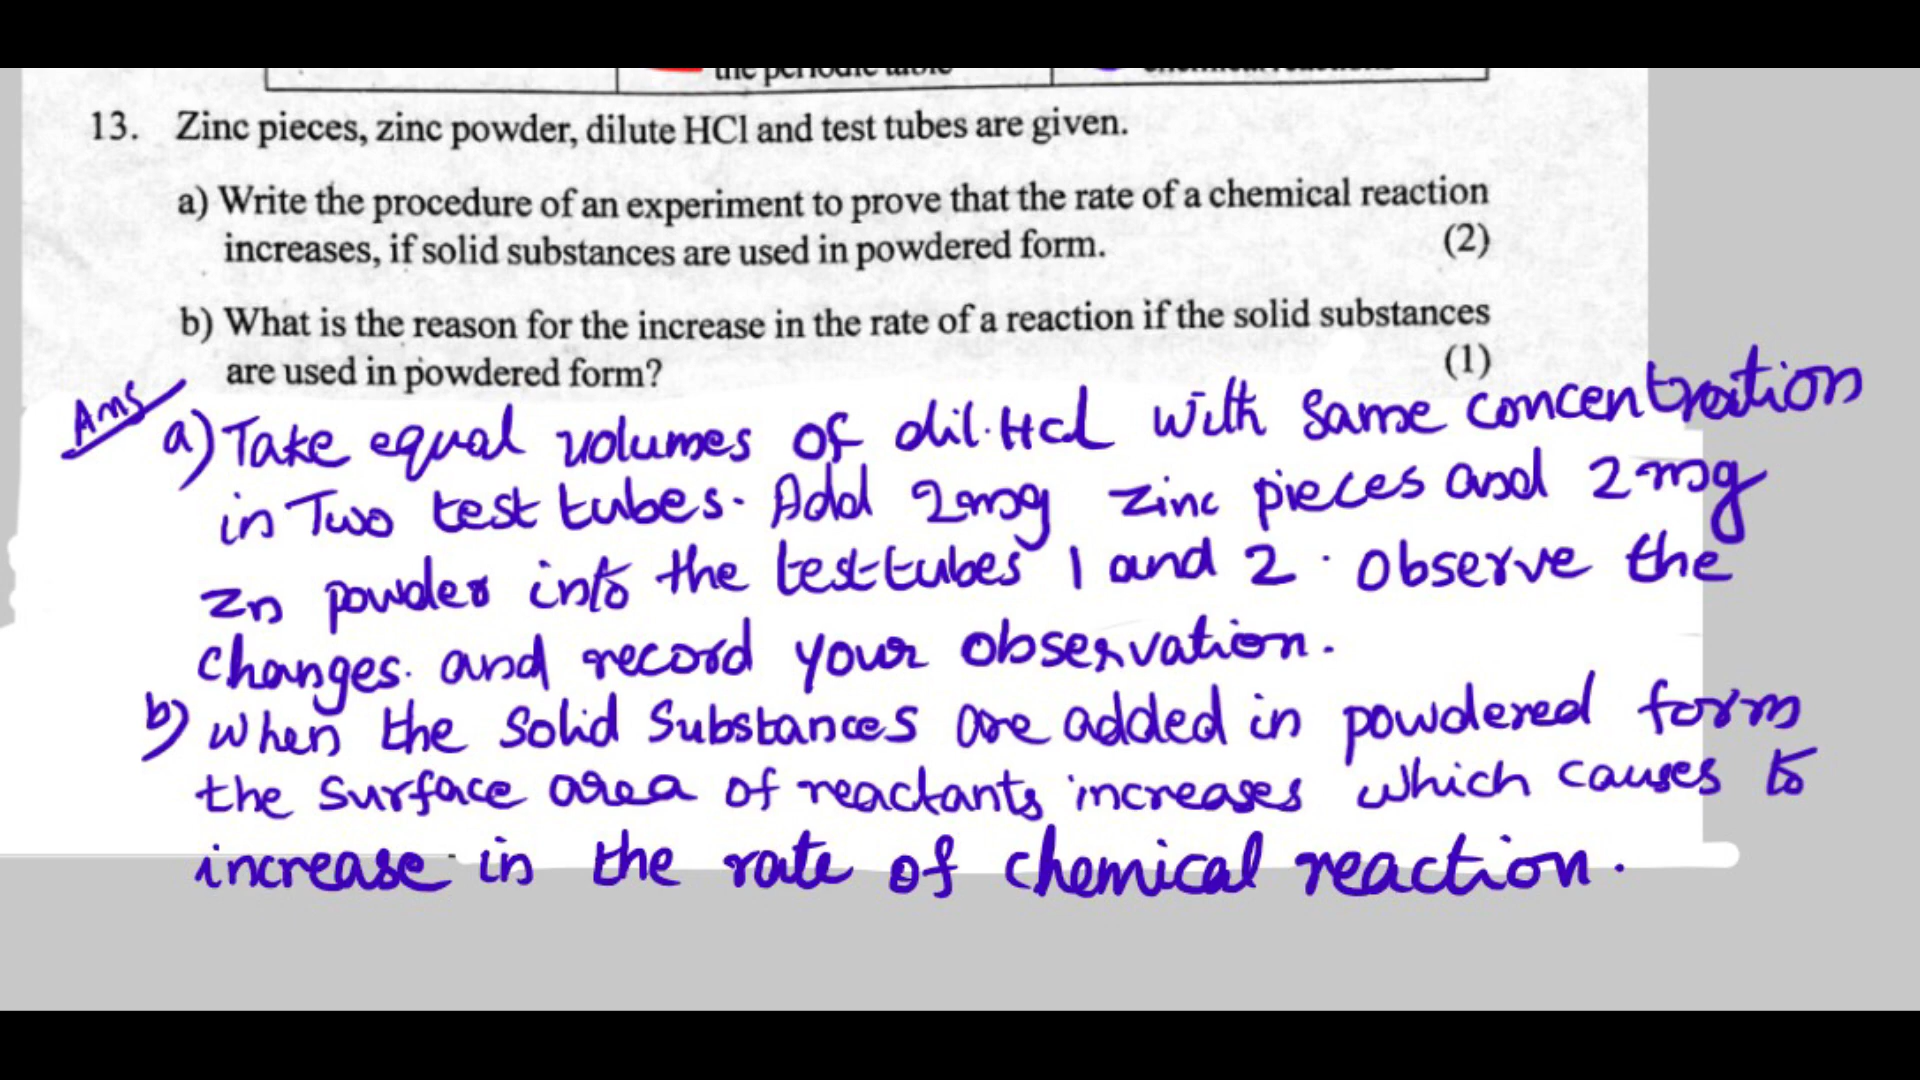 the periodic table
13. Zinc pieces, zinc powder, dilute HCl and test tubes are given.
a) Write the procedure of an experiment to prove that the rate of a chemical reaction
increases, if solid substances are used in powdered form. (2)
b) What is the reason for the increase in the rate of a reaction if the solid substances
are used in powdered form? (1)
Ans
a) Take equal volumes of dil. Hcl with same concentration
in Two test tubes. Add 2mg zinc pieces and 2mg
Zn powder into the test tubes 1 and 2. Observe the
changes. and record your observation.
b) When the solid substances are added in powdered form
the surface area of reactants increases which causes to
increase in the rate of chemical reaction.